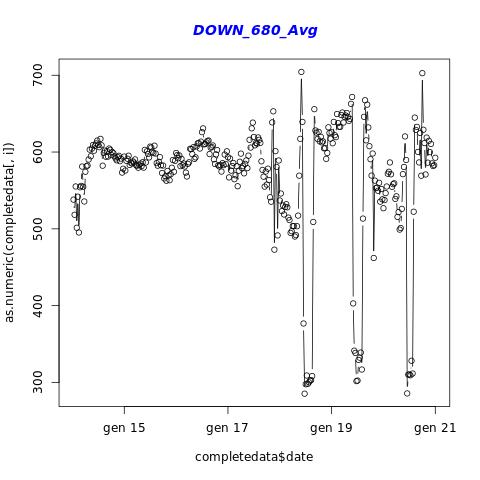 DOWN_680_Avg
as.numeric(completedata[, i])
700
600
500
400
300
gen 15
gen 17
gen 19
gen 21
completedata$date